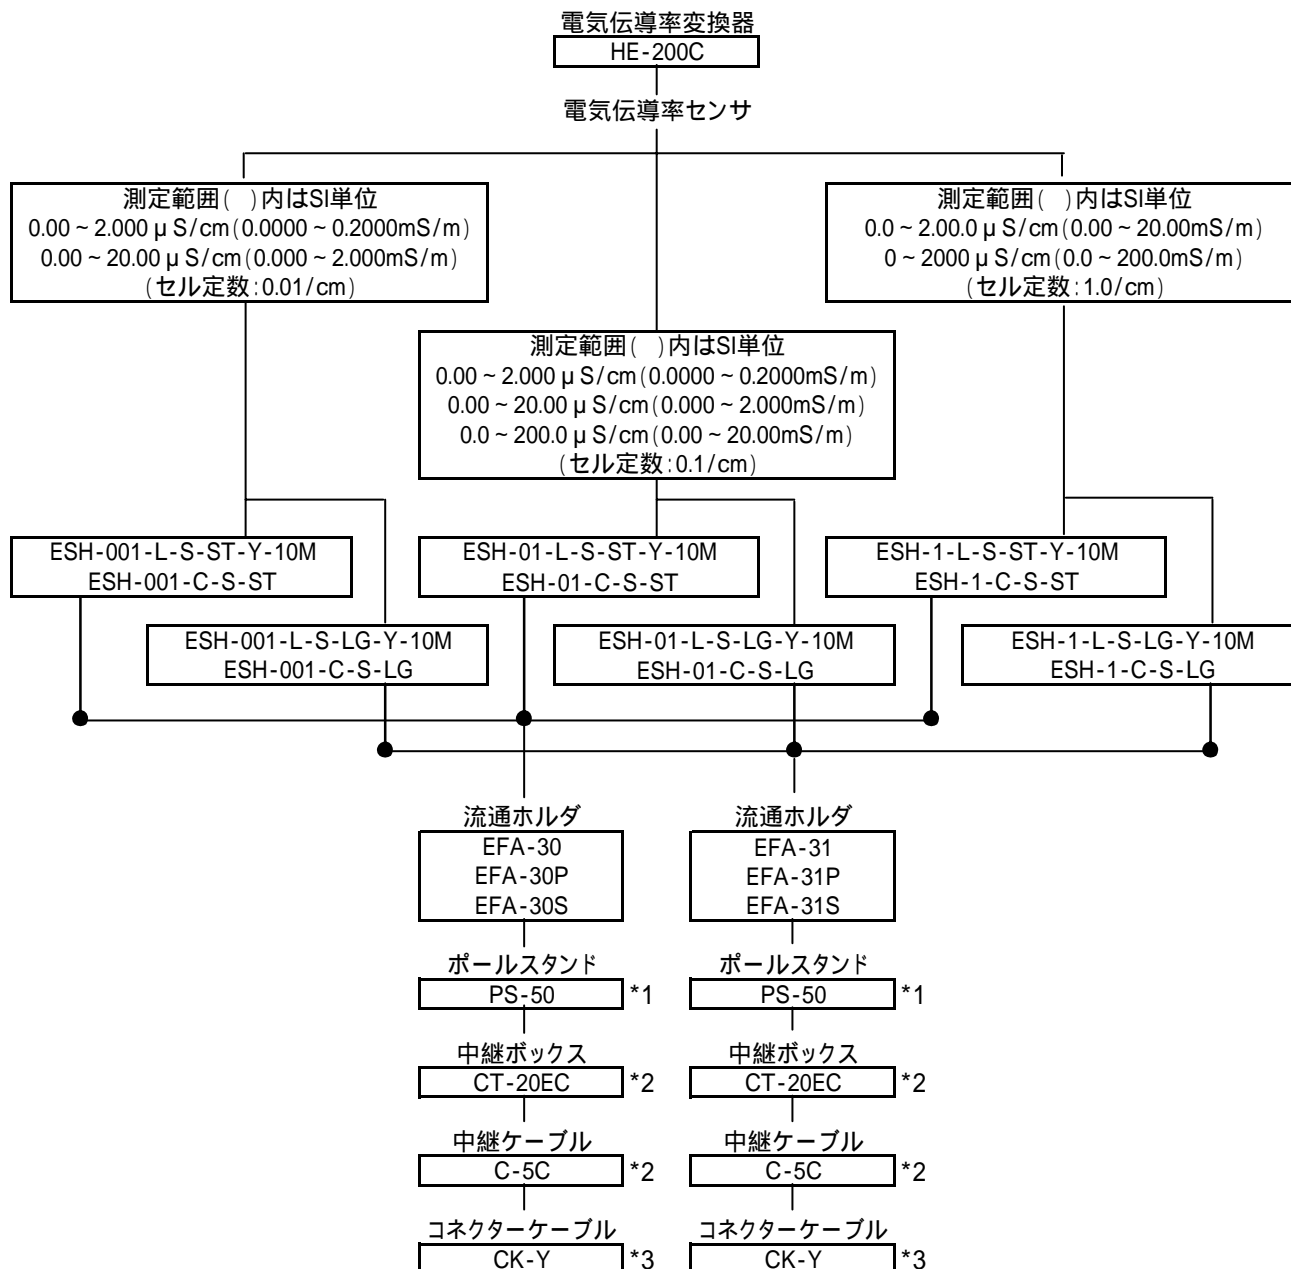 電気伝導率変換器
HE-200C
電気伝導率センサ
測定範囲( )内はSI単位
0.00 ~ 2.000 μ S/cm(0.0000 ~ 0.2000mS/m)
0.00 ~ 20.00 μ S/cm(0.000 ~ 2.000mS/m)
(セル定数:0.01/cm)
測定範囲( )内はSI単位
0.0 ~ 2.00.0 μ S/cm(0.00 ~ 20.00mS/m)
0 ~ 2000 μ S/cm(0.0 ~ 200.0mS/m)
(セル定数:1.0/cm)
測定範囲( )内はSI単位
0.00 ~ 2.000 μ S/cm(0.0000 ~ 0.2000mS/m)
0.00 ~ 20.00 μ S/cm(0.000 ~ 2.000mS/m)
0.0 ~ 200.0 μ S/cm(0.00 ~ 20.00mS/m)
(セル定数:0.1/cm)
ESH-001-L-S-ST-Y-10M
ESH-001-C-S-ST
ESH-01-L-S-ST-Y-10M
ESH-01-C-S-ST
ESH-1-L-S-ST-Y-10M
ESH-1-C-S-ST
ESH-001-L-S-LG-Y-10M
ESH-001-C-S-LG
ESH-01-L-S-LG-Y-10M
ESH-01-C-S-LG
ESH-1-L-S-LG-Y-10M
ESH-1-C-S-LG
流通ホルダ
EFA-30
EFA-30P
EFA-30S
流通ホルダ
EFA-31
EFA-31P
EFA-31S
ポールスタンド
PS-50 *1
ポールスタンド
PS-50 *1
中継ボックス
CT-20EC *2
中継ボックス
CT-20EC *2
中継ケーブル
C-5C *2
中継ケーブル
C-5C *2
コネクターケーブル
CK-Y *3
コネクターケーブル
CK-Y *3